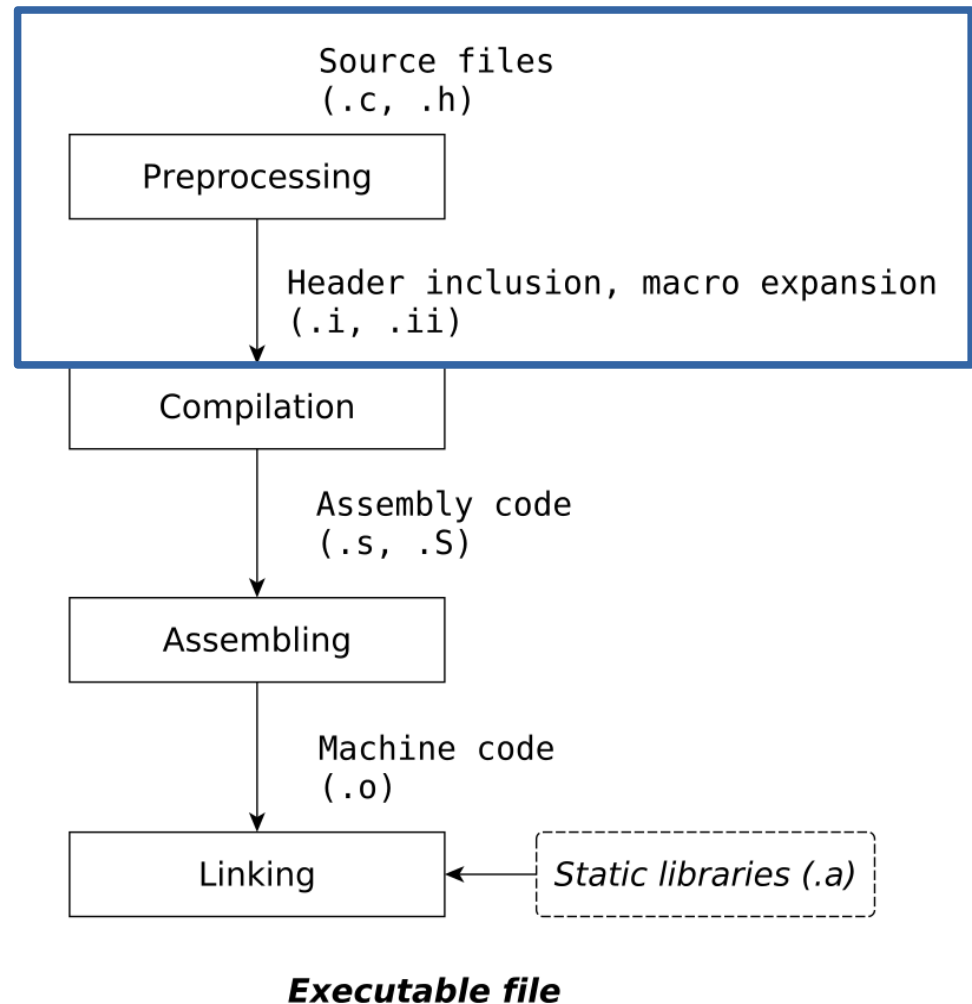 Source files
(.c, .h)
Preprocessing
Header inclusion, macro expansion
(.i, .ii)
Compilation
Assembly code
(.s, .S)
Assembling
Machine code
(.o)
Linking
Static libraries (.a)
Executable file